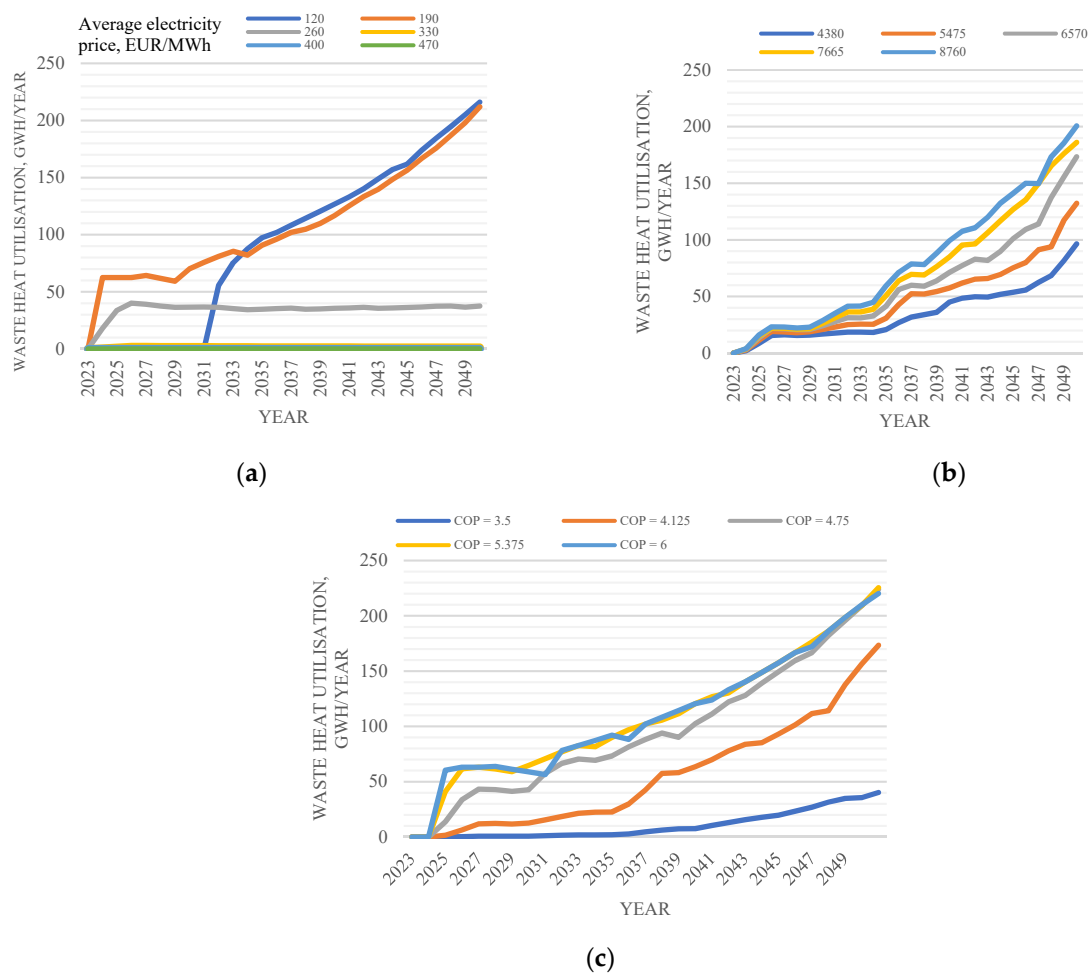 Average electricity
price, EUR/MWh
120 190
260 330
400 470
WASTE HEAT UTILISATION, GWH/YEAR
250
200
150
100
50
0
2023 2025 2027 2029 2031 2033 2035 2037 2039 2041 2043 2045 2047 2049
YEAR
(a)
4380 5475 6570
7665 8760
WASTE HEAT UTILISATION,
GWH/YEAR
250
200
150
100
50
0
2023 2025 2027 2029 2031 2033 2035 2037 2039 2041 2043 2045 2047 2049
YEAR
(b)
COP = 3.5 COP = 4.125 COP = 4.75
COP = 5.375 COP = 6
WASTE HEAT UTILISATION,
GWH/YEAR
250
200
150
100
50
0
2023 2025 2027 2029 2031 2033 2035 2037 2039 2041 2043 2045 2047 2049
YEAR
(c)